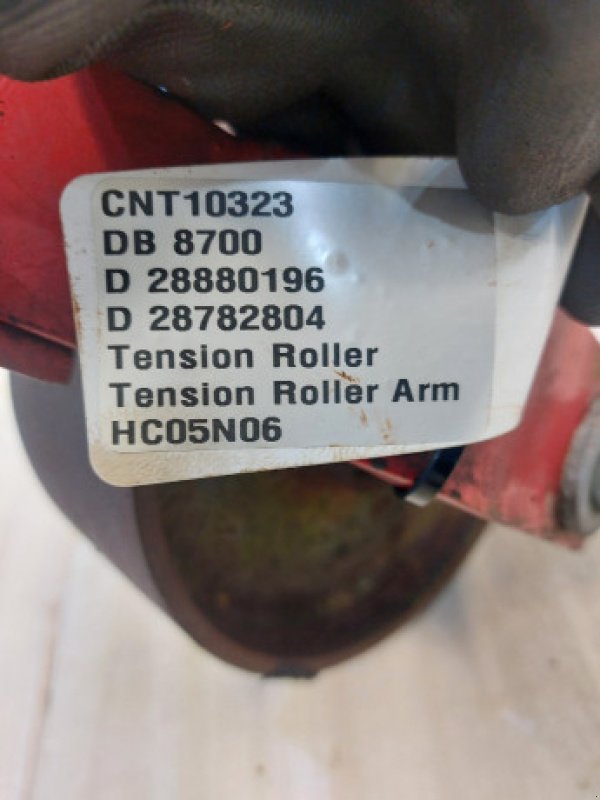 CNT10323
DB 8700
D 28880196
D 28782804
Tension Roller
Tension Roller Arm
HC05N06